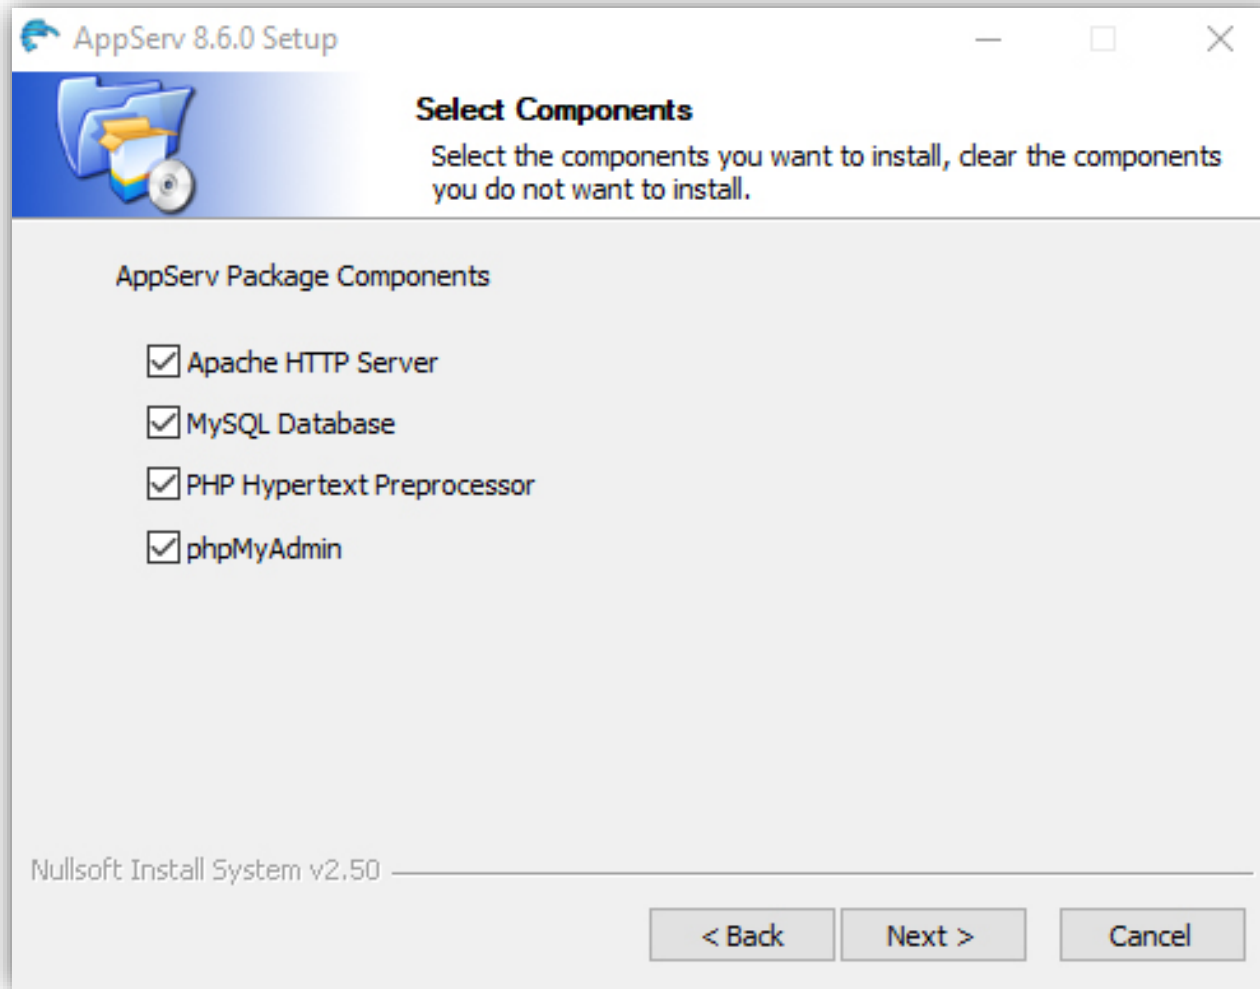 AppServ 8.6.0 Setup
Select Components
Select the components you want to install, clear the components
you do not want to install.
AppServ Package Components
Apache HTTP Server
MySQL Database
PHP Hypertext Preprocessor
phpMyAdmin
Nullsoft Install System v2.50
< Back
Next >
Cancel